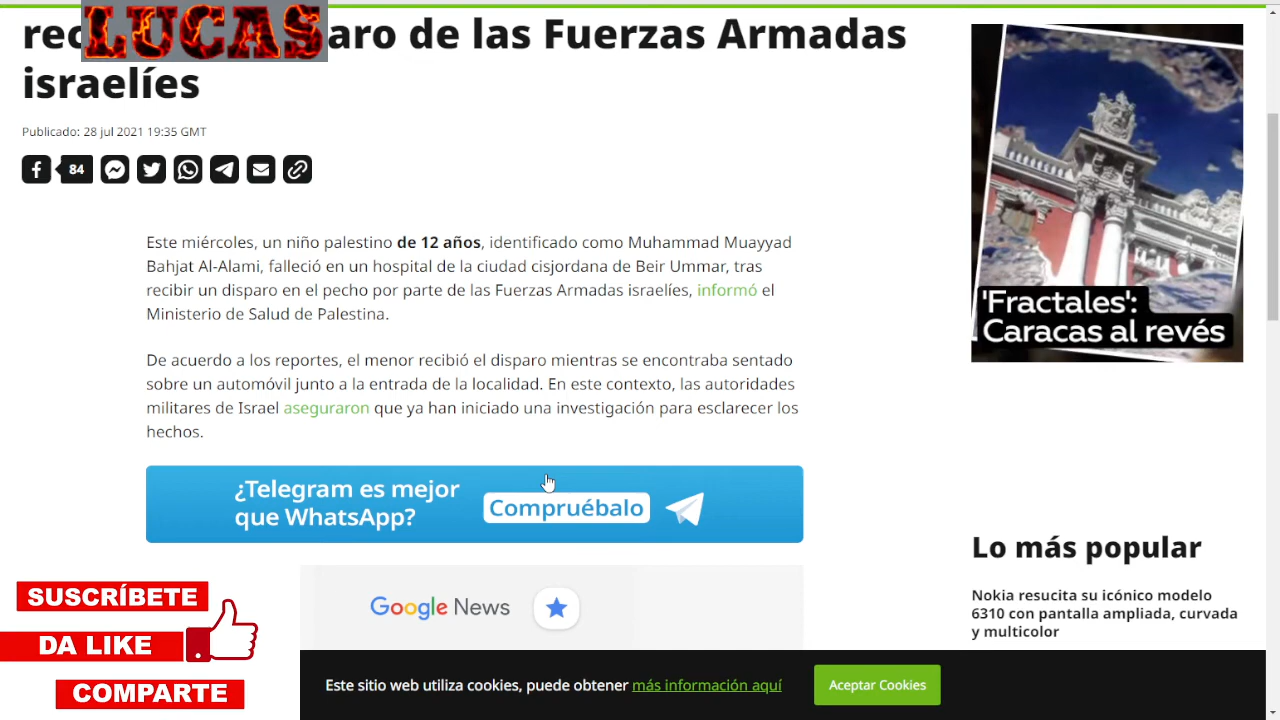 LUCAS
rec aro de las Fuerzas Armadas
israelíes
Publicado: 28 jul 2021 19:35 GMT
84
Este miércoles, un niño palestino de 12 años, identificado como Muhammad Muayyad
Bahjat Al-Alami, falleció en un hospital de la ciudad cisjordana de Beir Ummar, tras
recibir un disparo en el pecho por parte de las Fuerzas Armadas israelíes, informó el
Ministerio de Salud de Palestina.
De acuerdo a los reportes, el menor recibió el disparo mientras se encontraba sentado
sobre un automóvil junto a la entrada de la localidad. En este contexto, las autoridades
militares de Israel aseguraron que ya han iniciado una investigación para esclarecer los
hechos.
¿Telegram es mejor
que WhatsApp?
Compruébalo
Google News
'Fractales':
Caracas al revés
Lo más popular
Nokia resucita su icónico modelo
6310 con pantalla ampliada, curvada
y multicolor
SUSCRÍBETE
DA LIKE
COMPARTE
Este sitio web utiliza cookies, puede obtener más información aquí
Aceptar Cookies